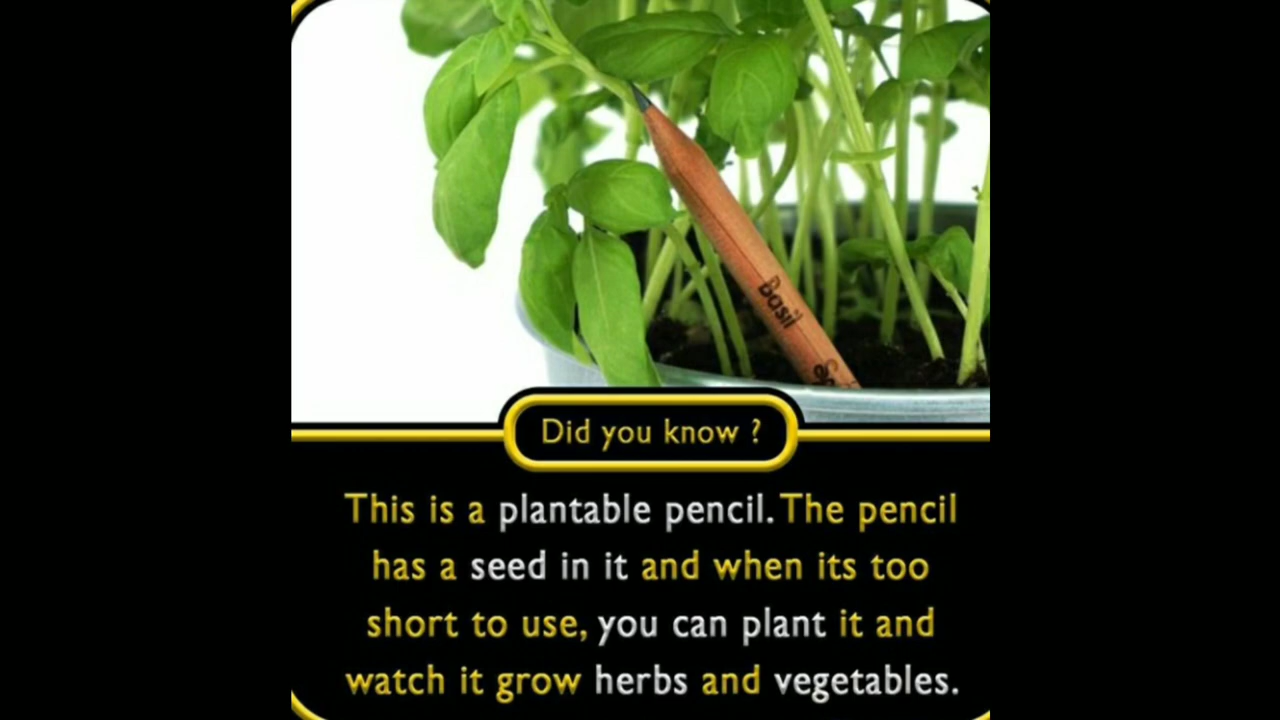 Basil
Did you know ?
This is a plantable pencil. The pencil
has a seed in it and when its too
short to use, you can plant it and
watch it grow herbs and vegetables.